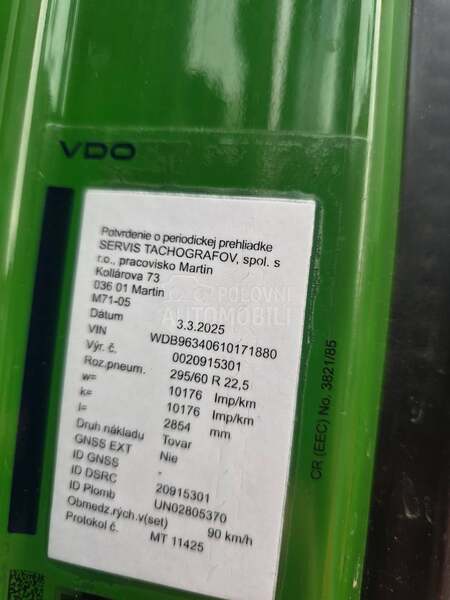 VDO
Potvrdenie o periodickej prehliadke
SERVIS TACHOGRAFOV, spol. s
r.o., pracovisko Martin
Kollárova 73
036 01 Martin
M71-05
Dátum 3.3.2025
VIN WDB96340610171880
Výr. č. 0020915301
Roz.pneum. 295/60 R 22,5
w= 10176 Imp/km
k= 10176 Imp/km
l= 2854 mm
Druh nákladu Tovar
GNSS EXT Nie
ID GNSS -
ID DSRC 20915301
ID Plomb UN02805370
Obmedz.rých.v(set) 90 km/h
Protokol č. MT 11425
CR (EEC) No. 3821/85
POLOVNI
AUTOMOBILI